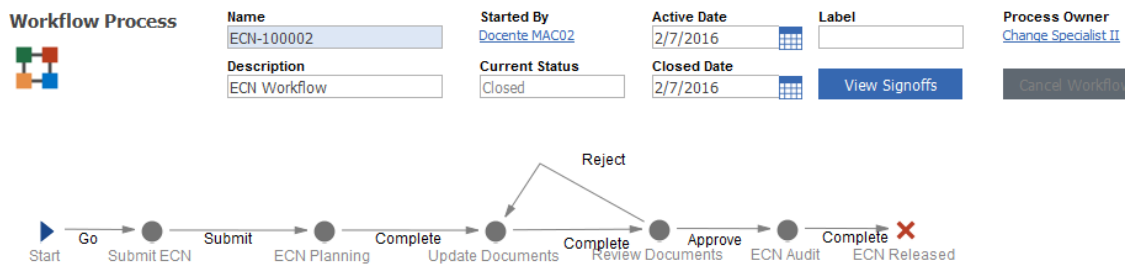 Workflow Process
Name
Started By
Active Date
Label
Process Owner
ECN-100002
Docente MAC02
2/7/2016
Change Specialist II
Description
Current Status
Closed Date
ECN Workflow
Closed
2/7/2016
View Signoffs
Cancel Workflow
Reject
Go
Submit
Complete
Complete
Approve
Complete
Start
Submit ECN
ECN Planning
Update Documents
Review Documents
ECN Audit
ECN Released